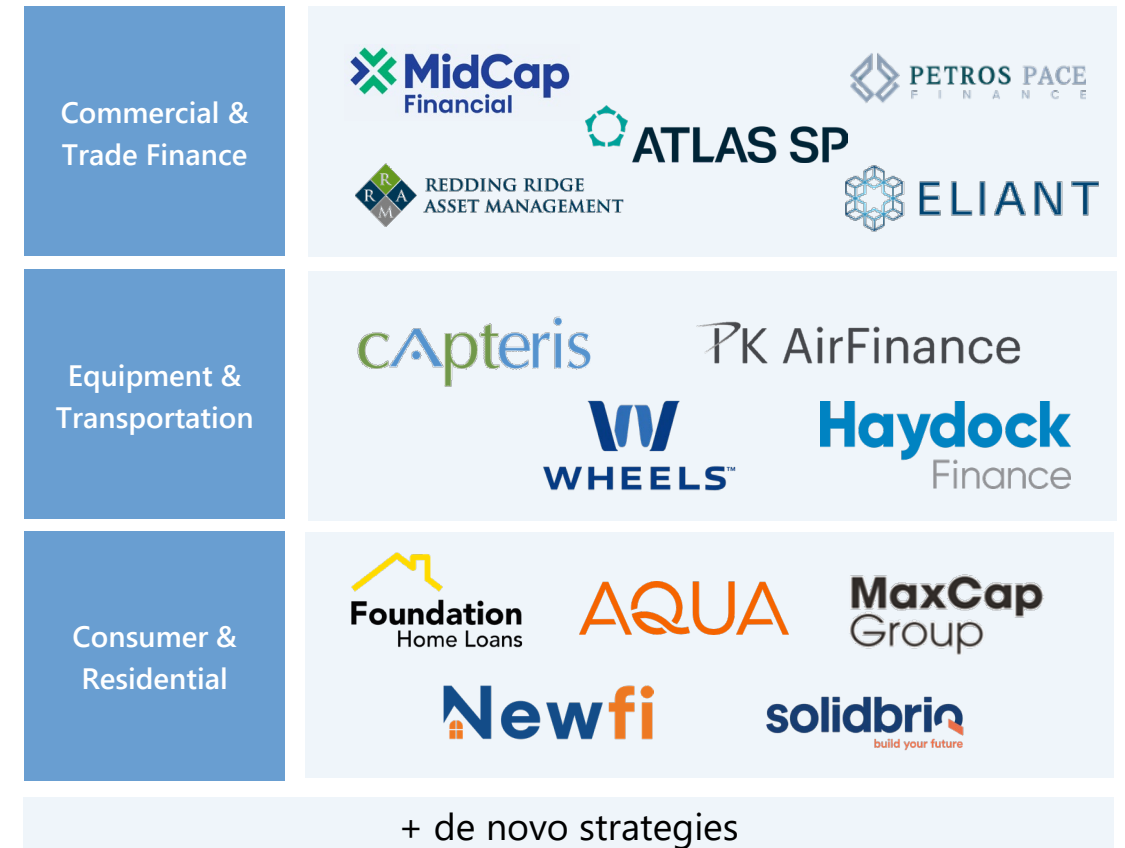 Commercial &
Trade Finance
MidCap
Financial
PETROS PACE
FINANCE
ATLAS SP
R
R A
M
REDDING RIDGE
ASSET MANAGEMENT
ELIANT
Equipment &
Transportation
cApteris
PK AirFinance
W
WHEELS™
Haydock
Finance
Consumer &
Residential
Foundation
Home Loans
AQUA
MaxCap
Group
Newfi
solidbriq
build your future
+ de novo strategies